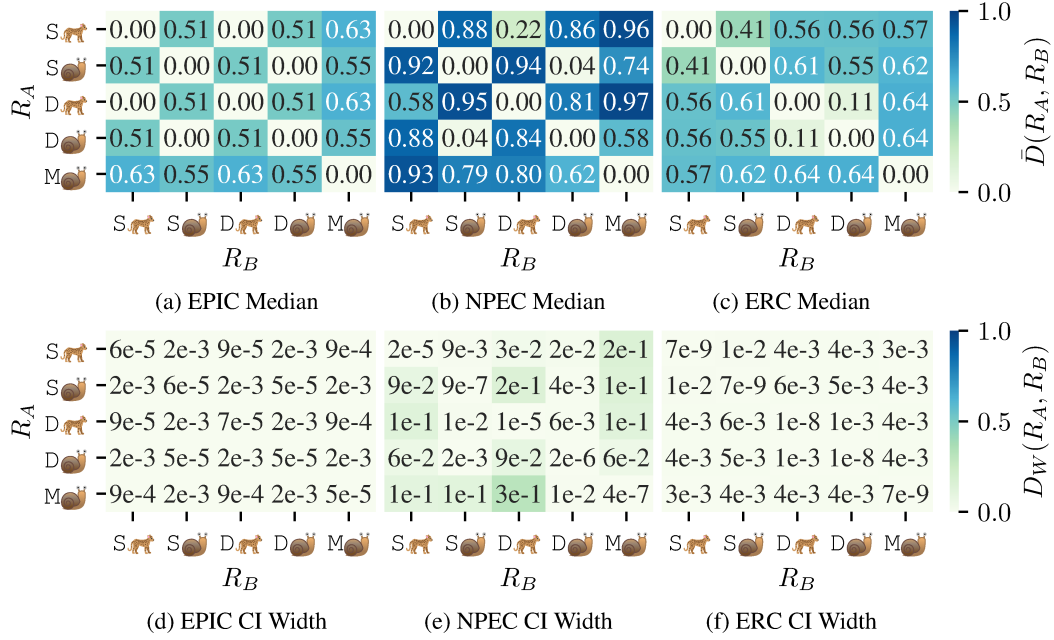 S 0.00 0.51 0.00 0.51 0.63 0.00 0.88 0.22 0.86 0.96 0.00 0.41 0.56 0.56 0.57 1.0
S 0.51 0.00 0.51 0.00 0.55 0.92 0.00 0.94 0.04 0.74 0.41 0.00 0.61 0.55 0.62
R_A D 0.00 0.51 0.00 0.51 0.63 0.58 0.95 0.00 0.81 0.97 0.56 0.61 0.00 0.11 0.64 0.5 D̄(R_A, R_B)
D 0.51 0.00 0.51 0.00 0.55 0.88 0.04 0.84 0.00 0.58 0.56 0.55 0.11 0.00 0.64
M 0.63 0.55 0.63 0.55 0.00 0.93 0.79 0.80 0.62 0.00 0.57 0.62 0.64 0.64 0.00 0.0
S S D D M S S D D M S S D D M
R_B R_B R_B
(a) EPIC Median (b) NPEC Median (c) ERC Median
S 6e-5 2e-3 9e-5 2e-3 9e-4 2e-5 9e-3 3e-2 2e-2 2e-1 7e-9 1e-2 4e-3 4e-3 3e-3 1.0
S 2e-3 6e-5 2e-3 5e-5 2e-3 9e-2 9e-7 2e-1 4e-3 1e-1 1e-2 7e-9 6e-3 5e-3 4e-3
R_A D 9e-5 2e-3 7e-5 2e-3 9e-4 1e-1 1e-2 1e-5 6e-3 1e-1 4e-3 6e-3 1e-8 1e-3 4e-3 0.5 D_W(R_A, R_B)
D 2e-3 5e-5 2e-3 5e-5 2e-3 6e-2 2e-3 9e-2 2e-6 6e-2 4e-3 5e-3 1e-3 1e-8 4e-3
M 9e-4 2e-3 9e-4 2e-3 5e-5 1e-1 1e-1 3e-1 1e-2 4e-7 3e-3 4e-3 4e-3 4e-3 7e-9 0.0
S S D D M S S D D M S S D D M
R_B R_B R_B
(d) EPIC CI Width (e) NPEC CI Width (f) ERC CI Width